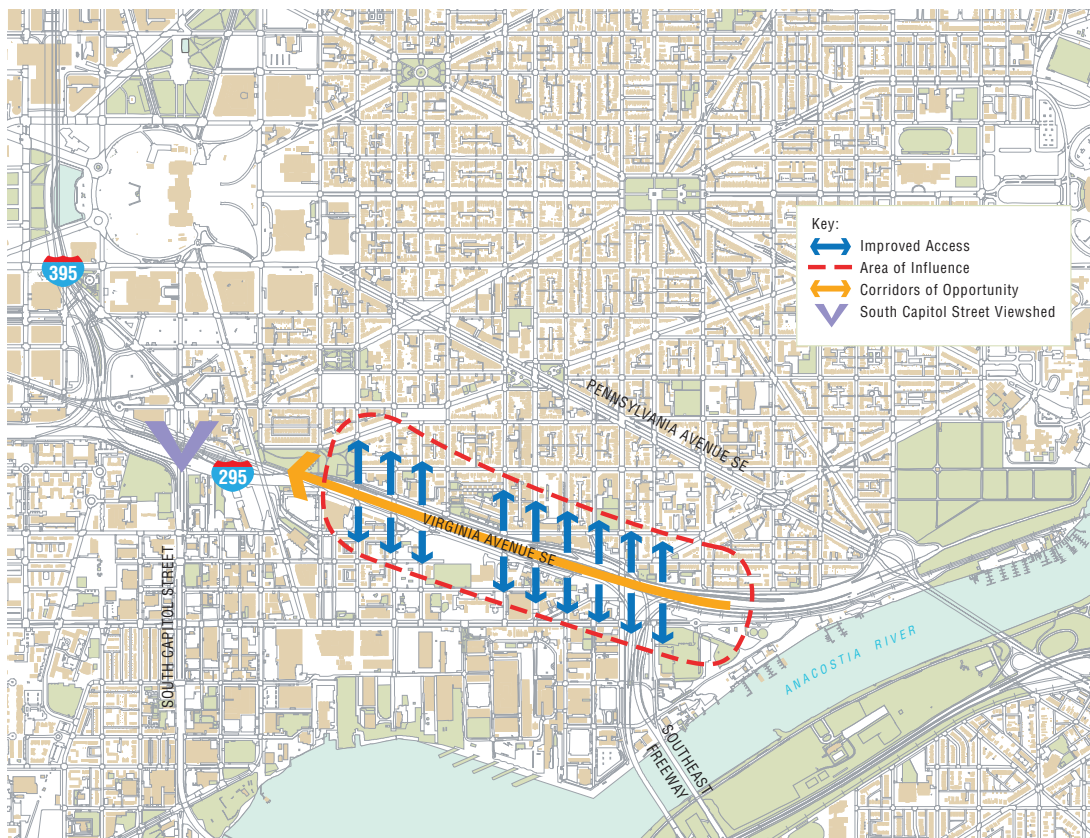 Key:
Improved Access
Area of Influence
Corridors of Opportunity
South Capitol Street Viewshed
395
PENNSYLVANIA AVENUE SE
295
VIRGINIA AVENUE SE
SOUTH CAPITOL STREET
ANACOSTIA RIVER
SOUTHEAST
FREEWAY